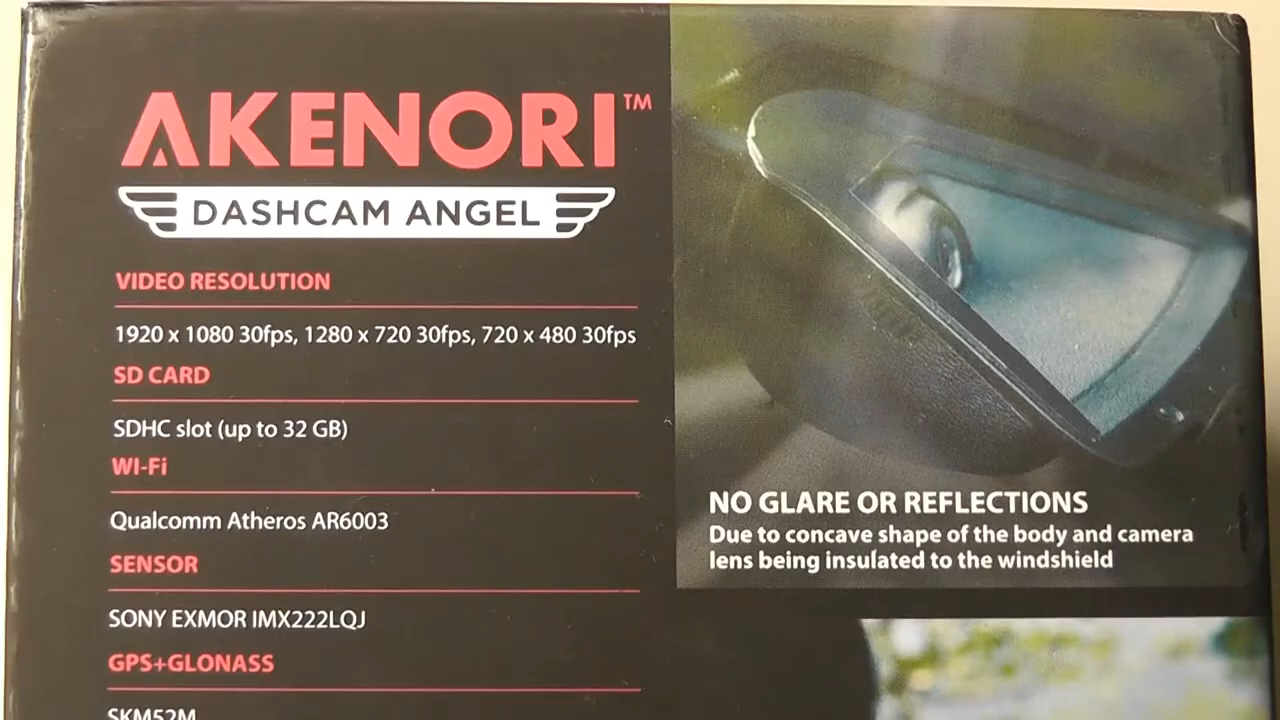 AKENORI™
DASHCAM ANGEL
VIDEO RESOLUTION
1920 x 1080 30fps, 1280 x 720 30fps, 720 x 480 30fps
SD CARD
SDHC slot (up to 32 GB)
WI-Fi
Qualcomm Atheros AR6003
SENSOR
SONY EXMOR IMX222LQJ
GPS+GLONASS
SKM52M
NO GLARE OR REFLECTIONS
Due to concave shape of the body and camera
lens being insulated to the windshield